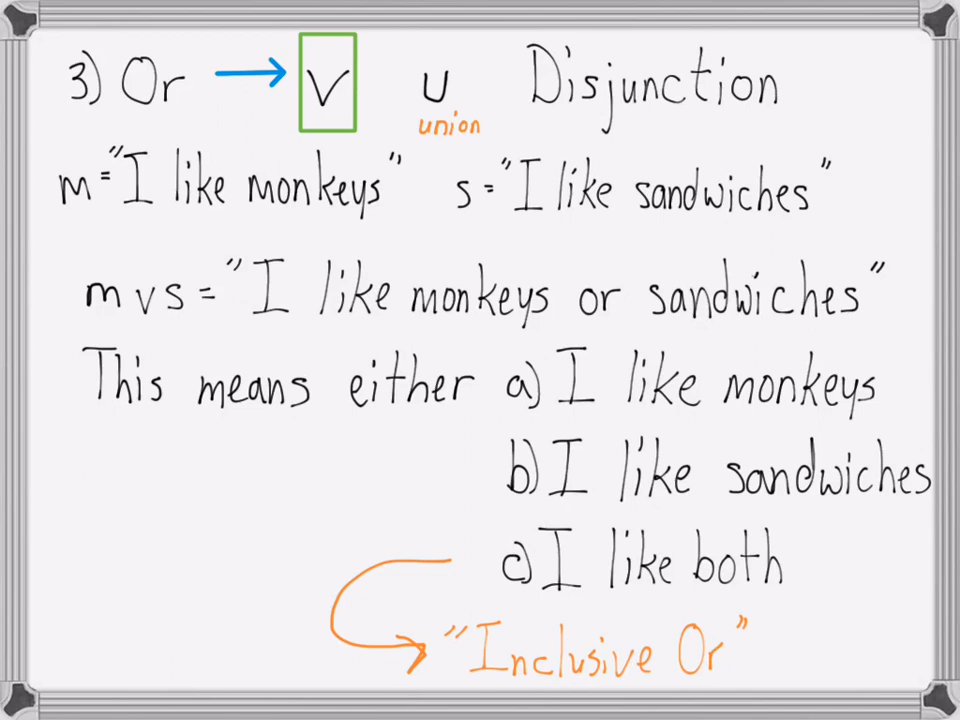 3) Or → ∨ ∪ Disjunction
union
m = "I like monkeys" s = "I like sandwiches"
m v s = "I like monkeys or sandwiches"
This means either a) I like monkeys
b) I like sandwiches
c) I like both
"Inclusive Or"